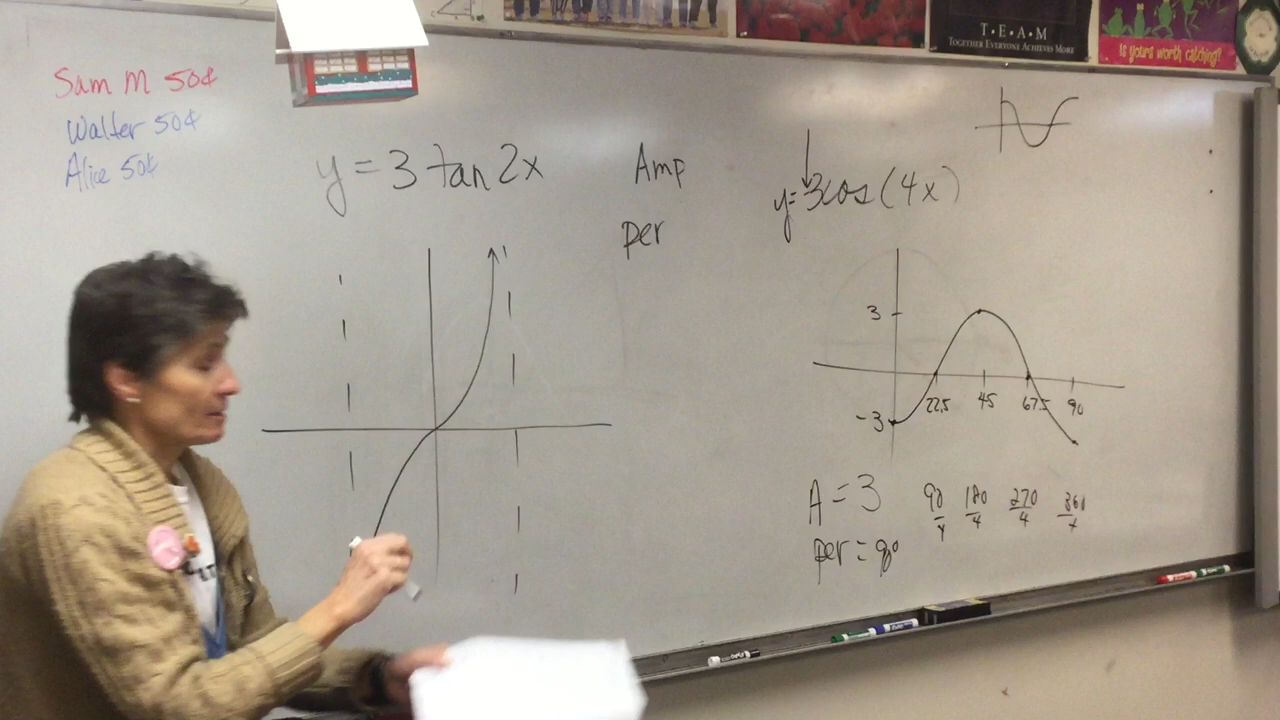 T·E·A·M
TOGETHER EVERYONE ACHIEVES MORE
is yours worth catching?
Sam M 50¢
Walter 50¢
Alice 50¢
y = 3 tan 2x
Amp
per
y = 3cos (4x)
3
-3
22.5 45 67.5 90
A = 3
per = 90
90/4 180/4 270/4 360/4